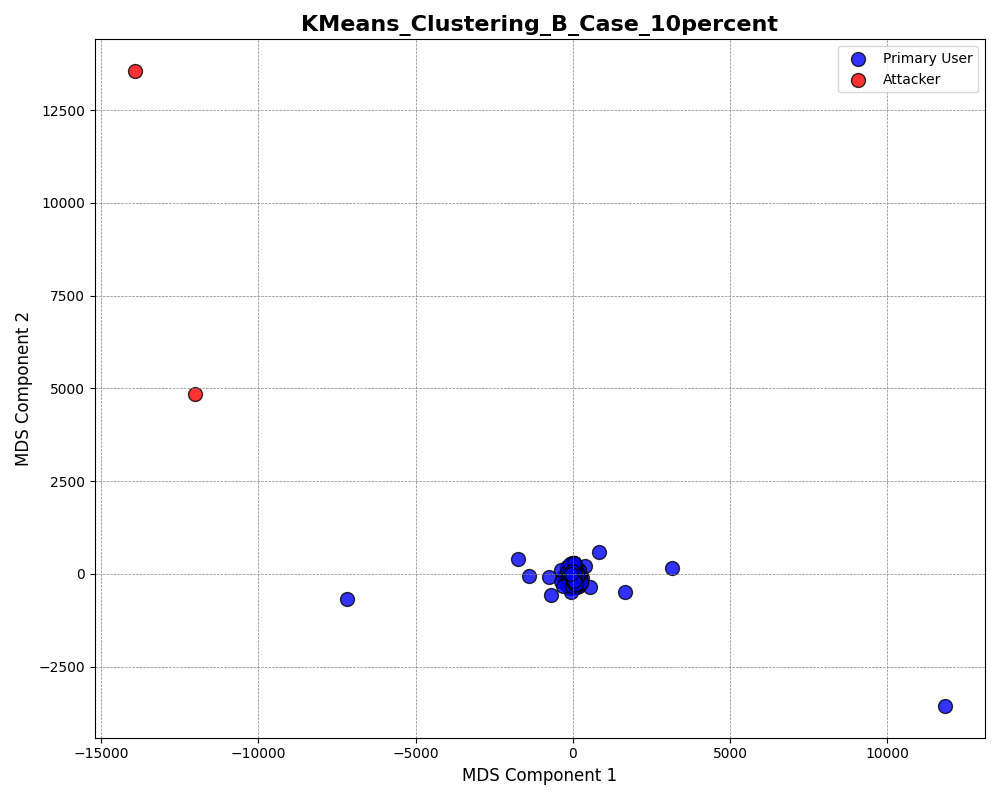 KMeans_Clustering_B_Case_10percent
Primary User
Attacker
12500
10000
7500
5000
2500
0
−2500
MDS Component 2
−15000
−10000
−5000
0
5000
10000
MDS Component 1